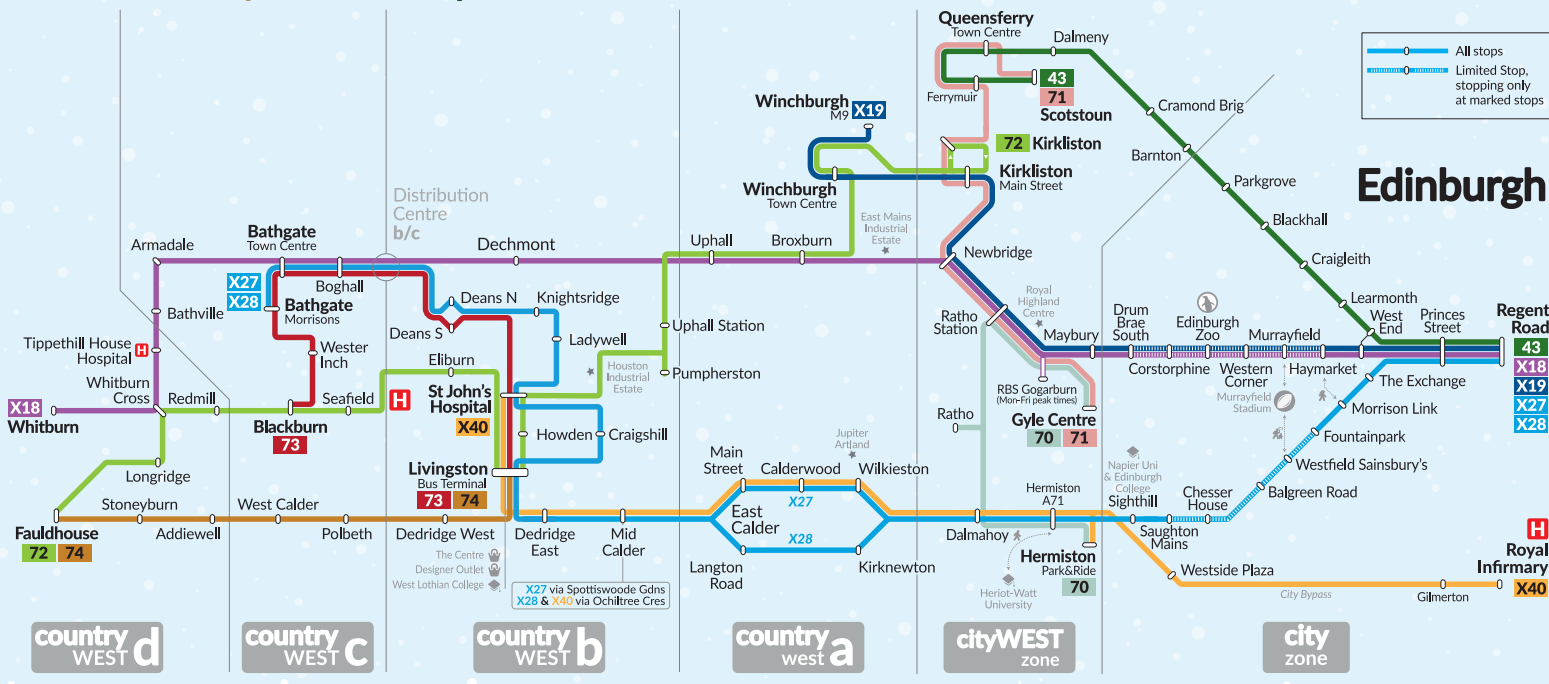 Queensferry
Town Centre
Dalmeny
43
71
Scotstoun
Ferrymuir
All stops
Limited Stop,
stopping only
at marked stops
Winchburgh
M9
X19
Cramond Brig
72 Kirkliston
Barnton
Kirkliston
Main Street
Edinburgh
Parkgrove
Winchburgh
Town Centre
Distribution
Centre
b/c
East Mains
Industrial
Estate
Blackhall
Bathgate
Town Centre
Armadale
Dechmont
Uphall
Broxburn
Newbridge
Craigleith
X27
X28
Boghall
Bathgate
Morrisons
Deans N
Knightsridge
Royal
Highland
Centre
Learmonth
Bathville
Deans S
Ladywell
Uphall Station
Ratho
Station
Maybury
Drum
Brae
South
Edinburgh
Zoo
Murrayfield
West
End
Princes
Street
Regent
Road
43
X18
X19
X27
X28
Tippethill House
Hospital
H
Wester
Inch
Eliburn
Houston
Industrial
Estate
Pumpherston
RBS Gogarburn
(Mon-Fri peak times)
Corstorphine
Western
Corner
Haymarket
The Exchange
Whitburn
Cross
Redmill
Seafield
H
St John's
Hospital
X40
Murrayfield
Stadium
Morrison Link
X18
Whitburn
Blackburn
73
Howden
Craigshill
Ratho
Gyle Centre
70
71
Fountainpark
Longridge
Livingston
Bus Terminal
73
74
Main
Street
Calderwood
Jupiter
Artland
Wilkieston
Napier Uni
& Edinburgh
College
Westfield Sainsbury's
Stoneyburn
West Calder
X27
East
Calder
Hermiston
A71
Sighthill
Chesser
House
Balgreen Road
Fauldhouse
72
74
Addiewell
Polbeth
Dedridge West
Dedridge
East
Mid
Calder
X28
Dalmahoy
Saughton
Mains
H
Royal
Infirmary
X40
The Centre
Designer Outlet
West Lothian College
Langton
Road
Kirknewton
Hermiston
Park&Ride
70
Westside Plaza
X27 via Spottiswoode Gdns
X28 & X40 via Ochiltree Cres
Heriot-Watt
University
City Bypass
Gilmerton
country
WEST d
country
WEST c
country
WEST b
country
west a
cityWEST
zone
city
zone